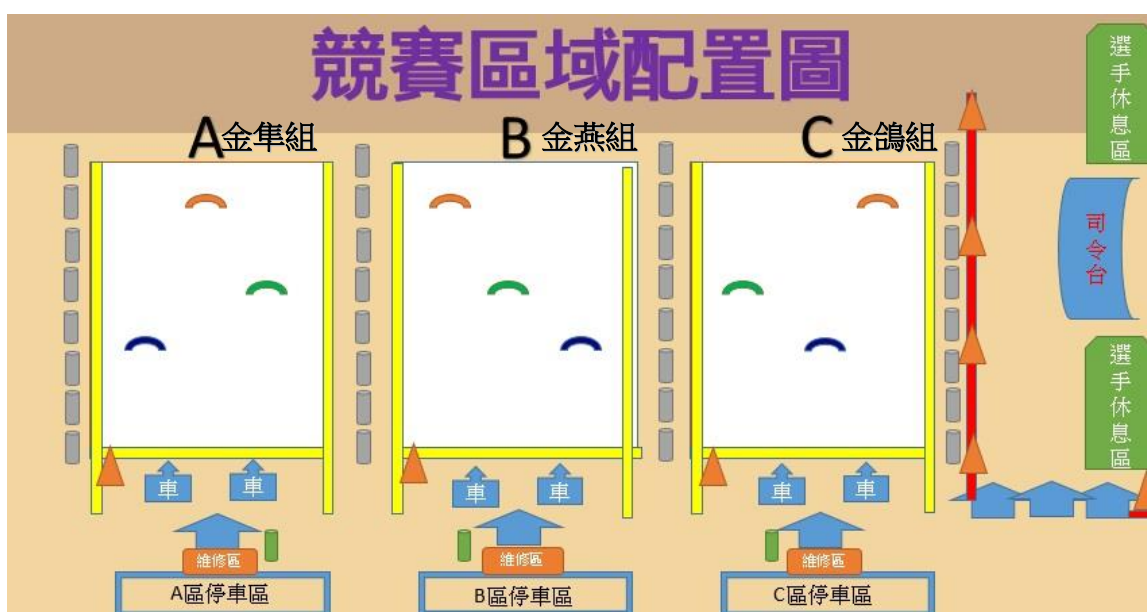 競賽區域配置圖
A金隼組
B 金燕組
C 金鴿組
選手休息區
司令台
選手休息區
車
車
車
車
車
車
維修區
維修區
維修區
A區停車區
B區停車區
C區停車區